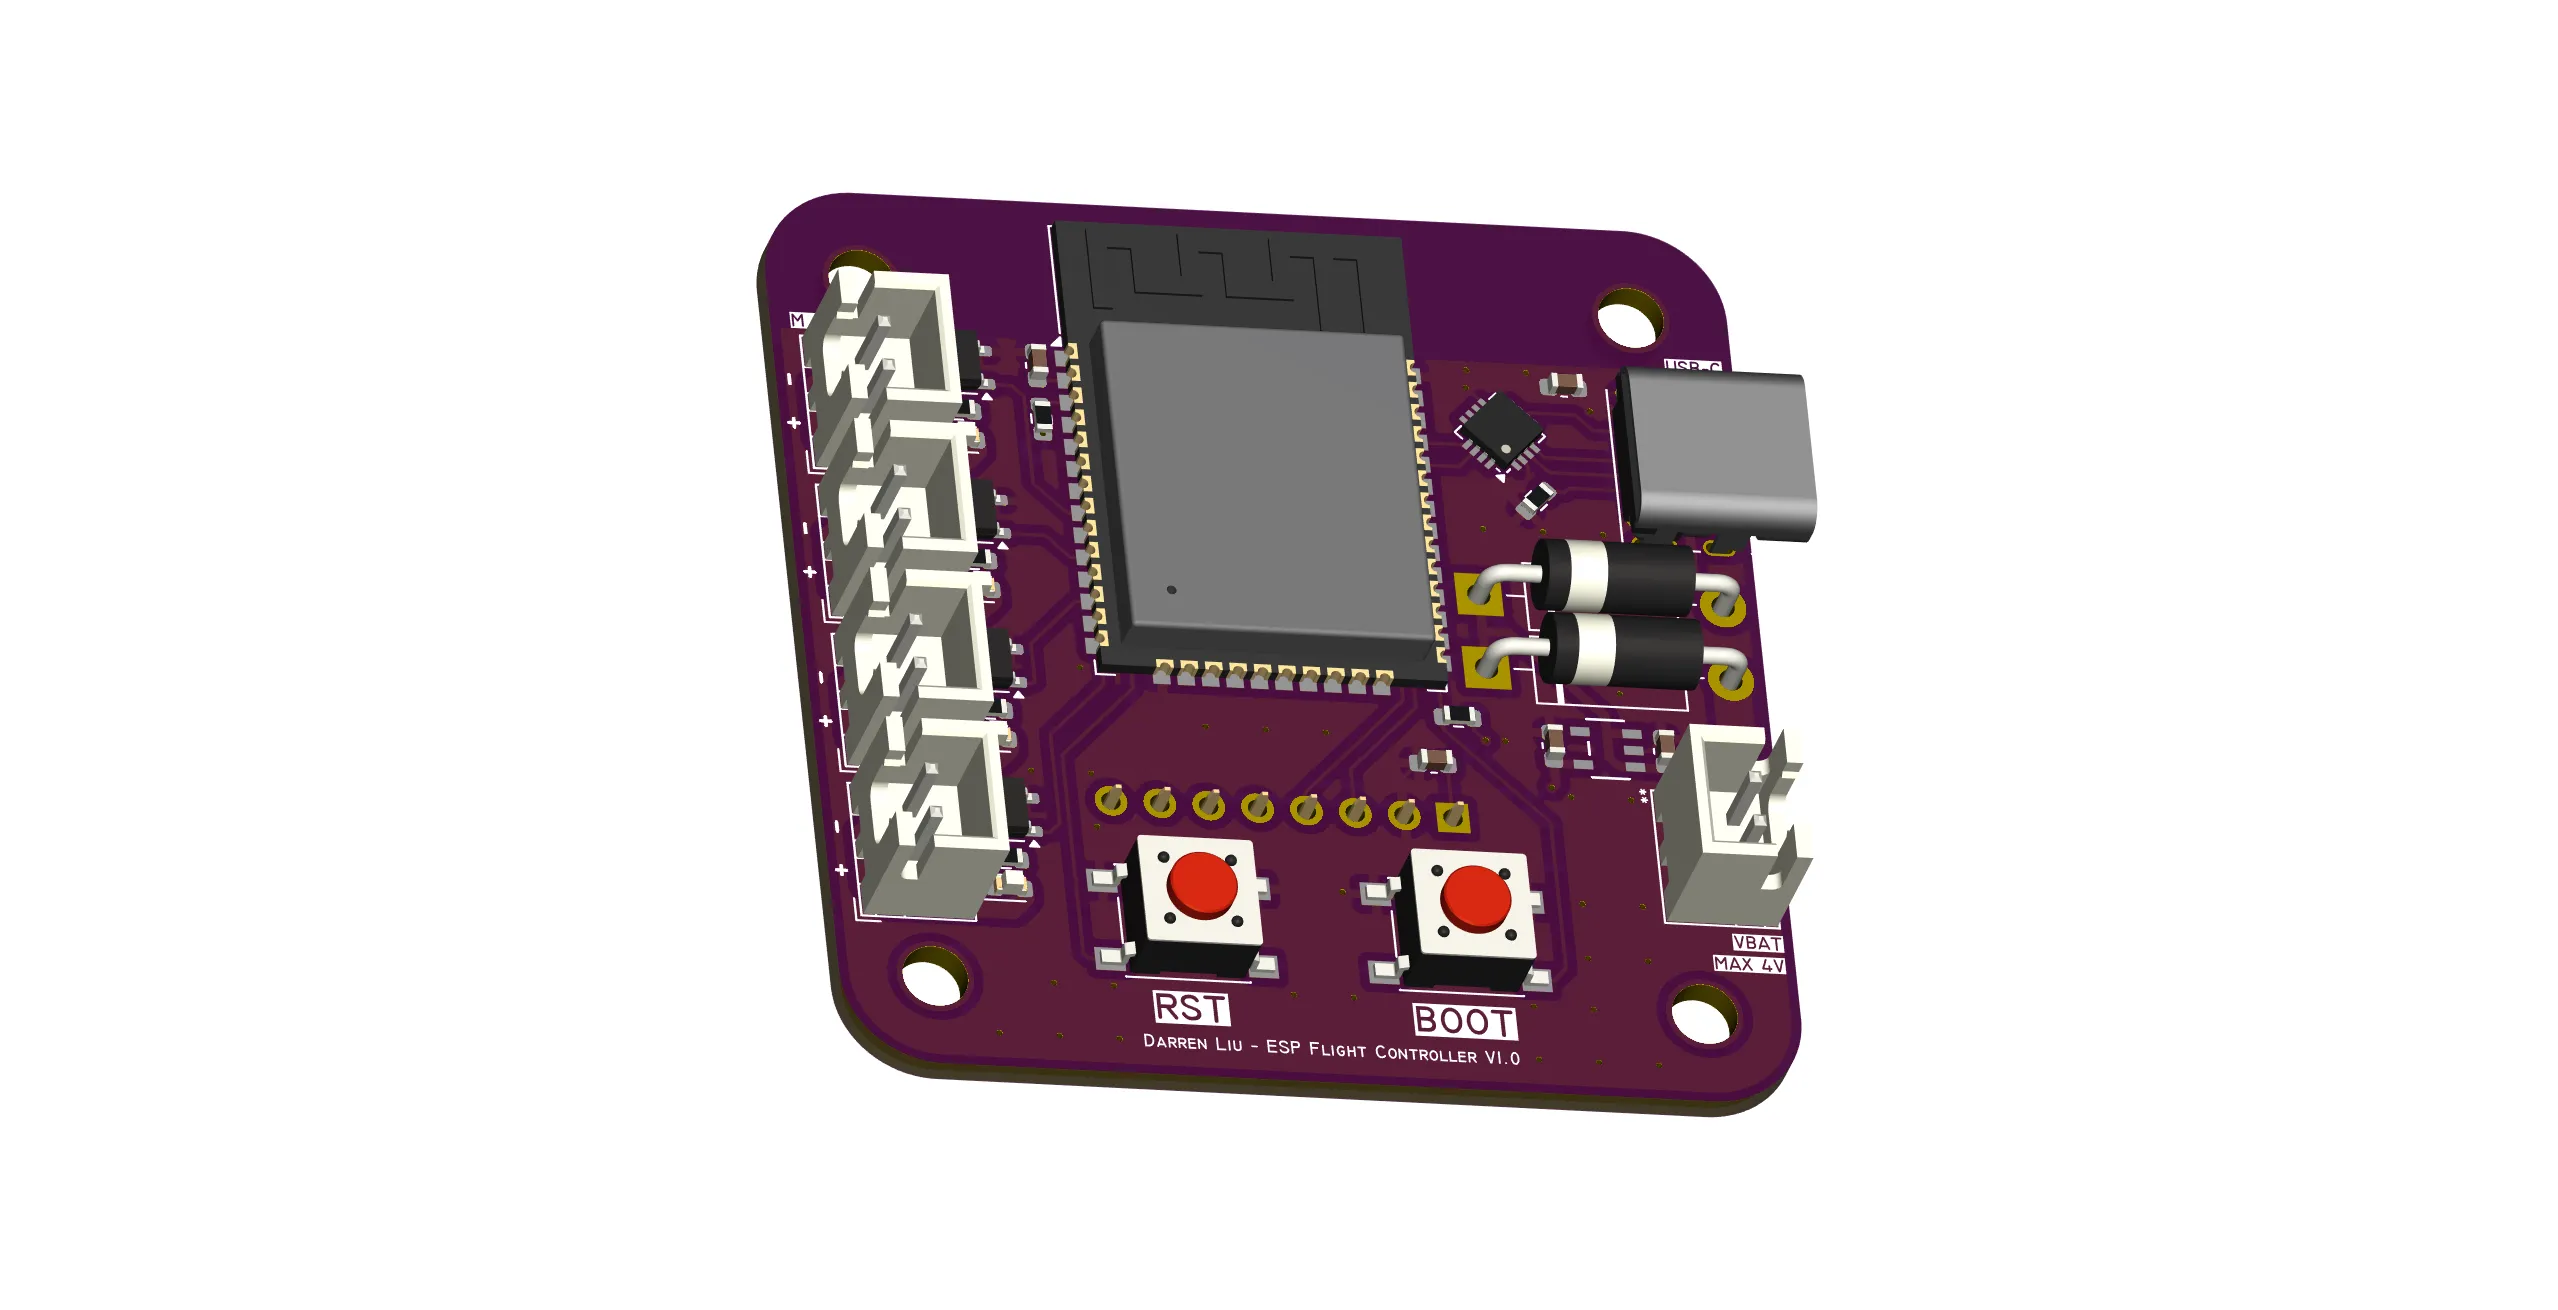 M
USB-C
- +
- +
- +
- +
**
VBAT
MAX 4V
RST
BOOT
DARREN LIU - ESP FLIGHT CONTROLLER V1.0